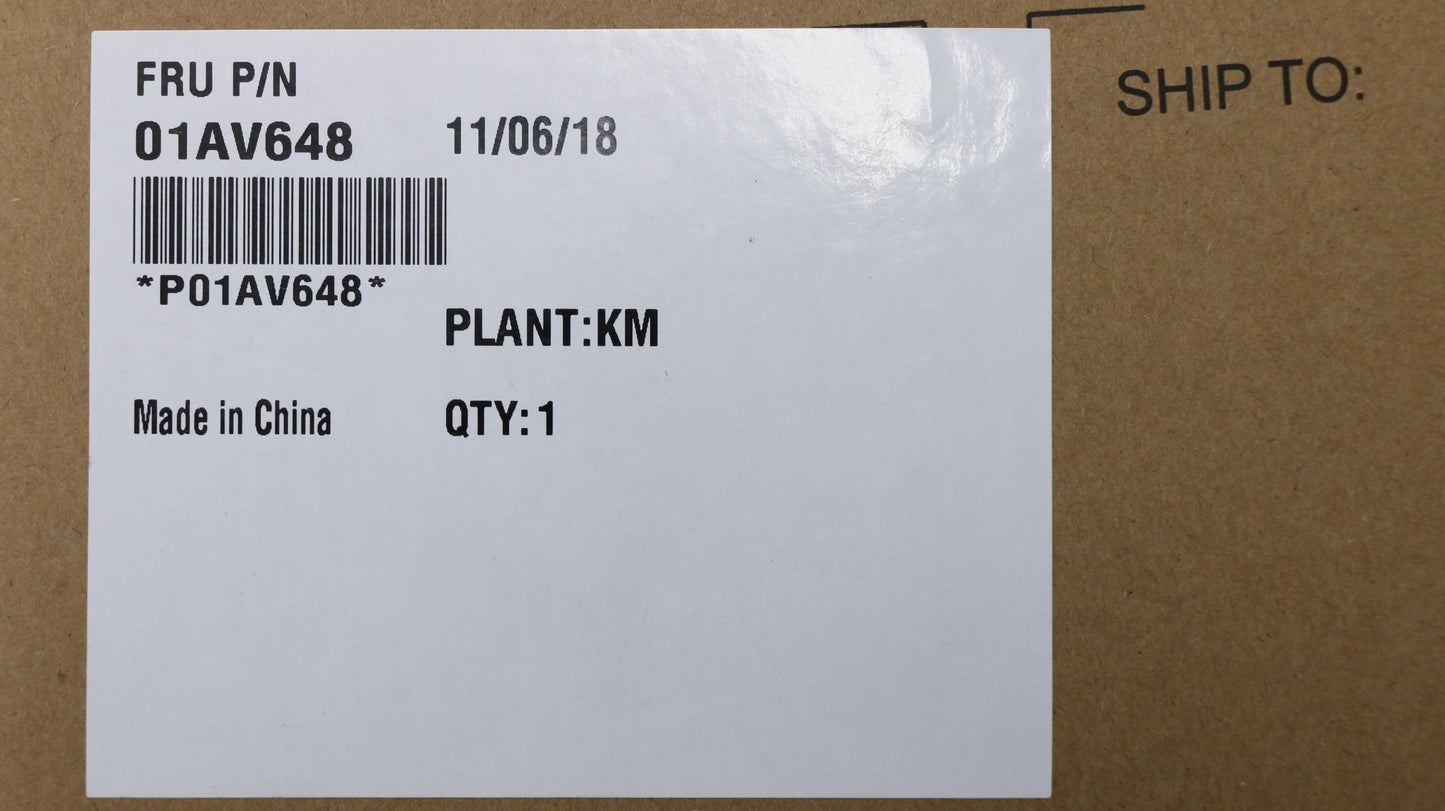 FRU P/N
01AV648 11/06/18
*P01AV648*
PLANT:KM
Made in China QTY: 1
SHIP TO: